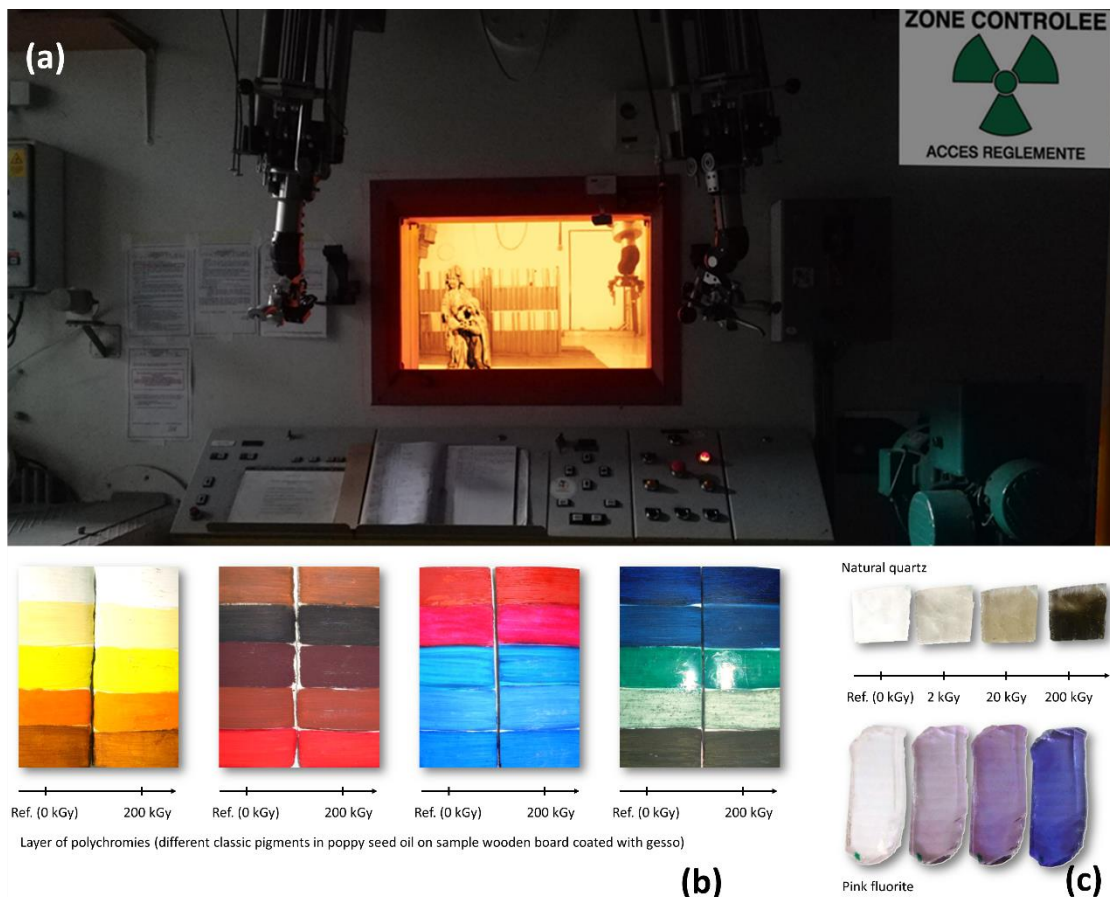 (a)
ZONE CONTROLEE
ACCES REGLEMENTE
Natural quartz
Ref. (0 kGy) 2 kGy 20 kGy 200 kGy
Ref. (0 kGy) 200 kGy Ref. (0 kGy) 200 kGy Ref. (0 kGy) 200 kGy Ref. (0 kGy) 200 kGy
Layer of polychromies (different classic pigments in poppy seed oil on sample wooden board coated with gesso)
(b)
Pink fluorite
(c)